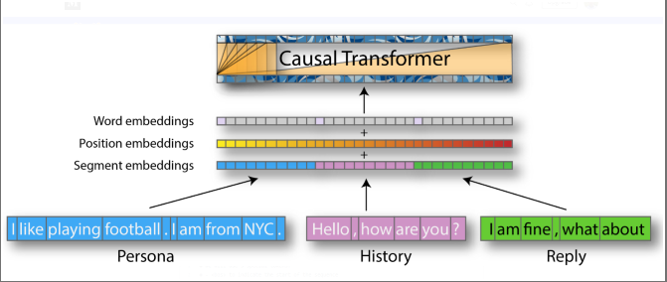 Causal Transformer
Word embeddings
+
Position embeddings
+
Segment embeddings
I like playing football . I am from NYC .
Hello , how are you ?
I am fine , what about
Persona
History
Reply